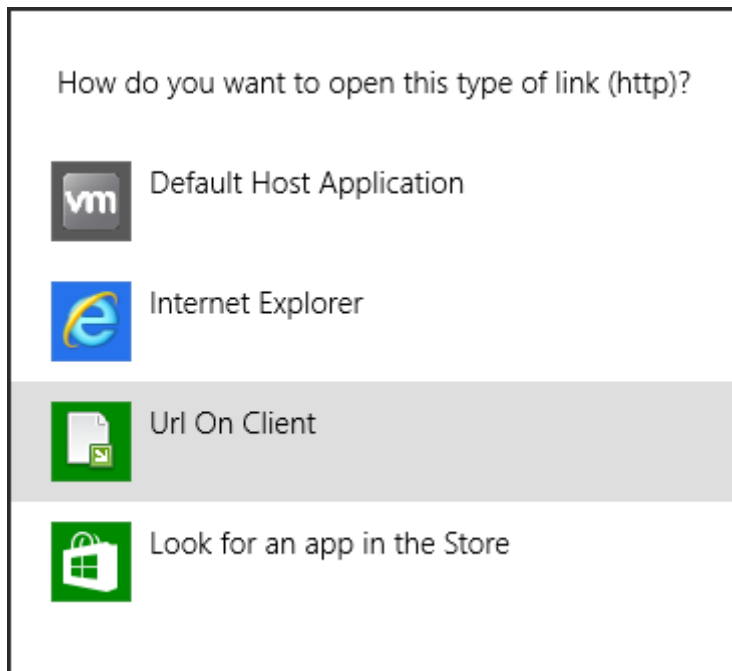 How do you want to open this type of link (http)?
vm
Default Host Application
Internet Explorer
Url On Client
Look for an app in the Store